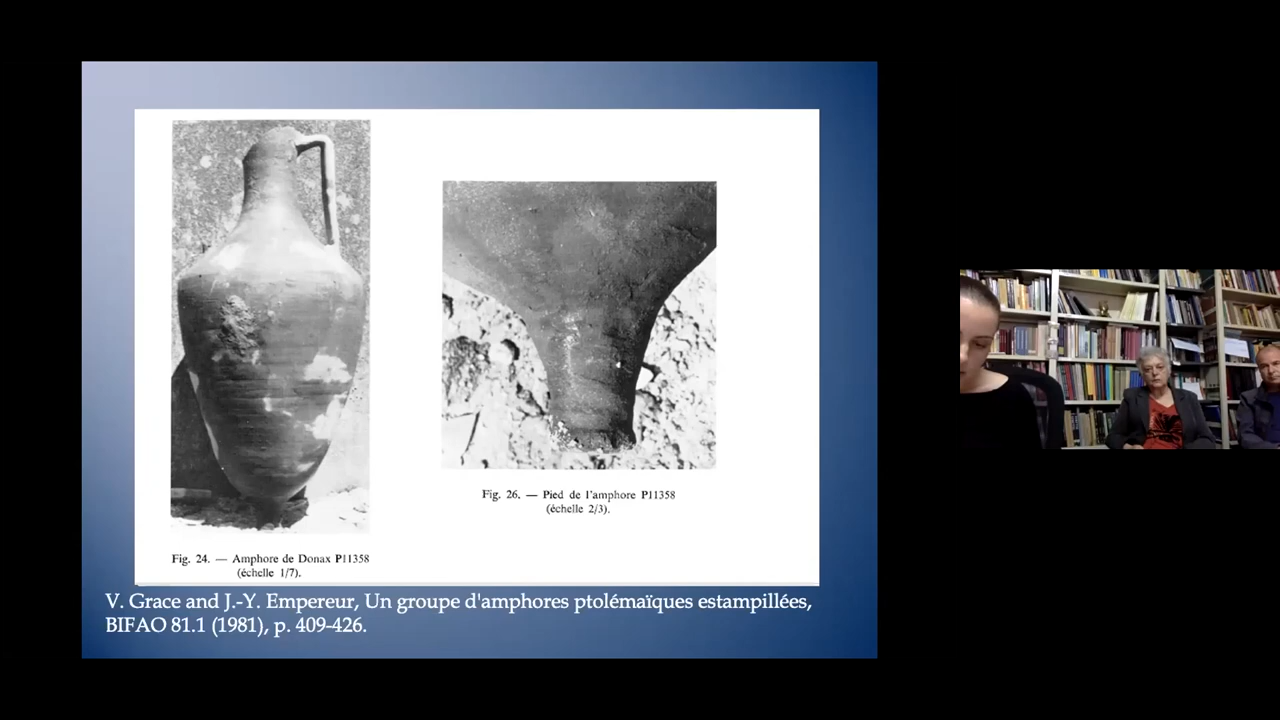 Fig. 24. — Amphore de Donax P11358
(échelle 1/7).
Fig. 26. — Pied de l'amphore P11358
(échelle 2/3).
V. Grace and J.-Y. Empereur, Un groupe d'amphores ptolémaïques estampillées,
BIFAO 81.1 (1981), p. 409-426.